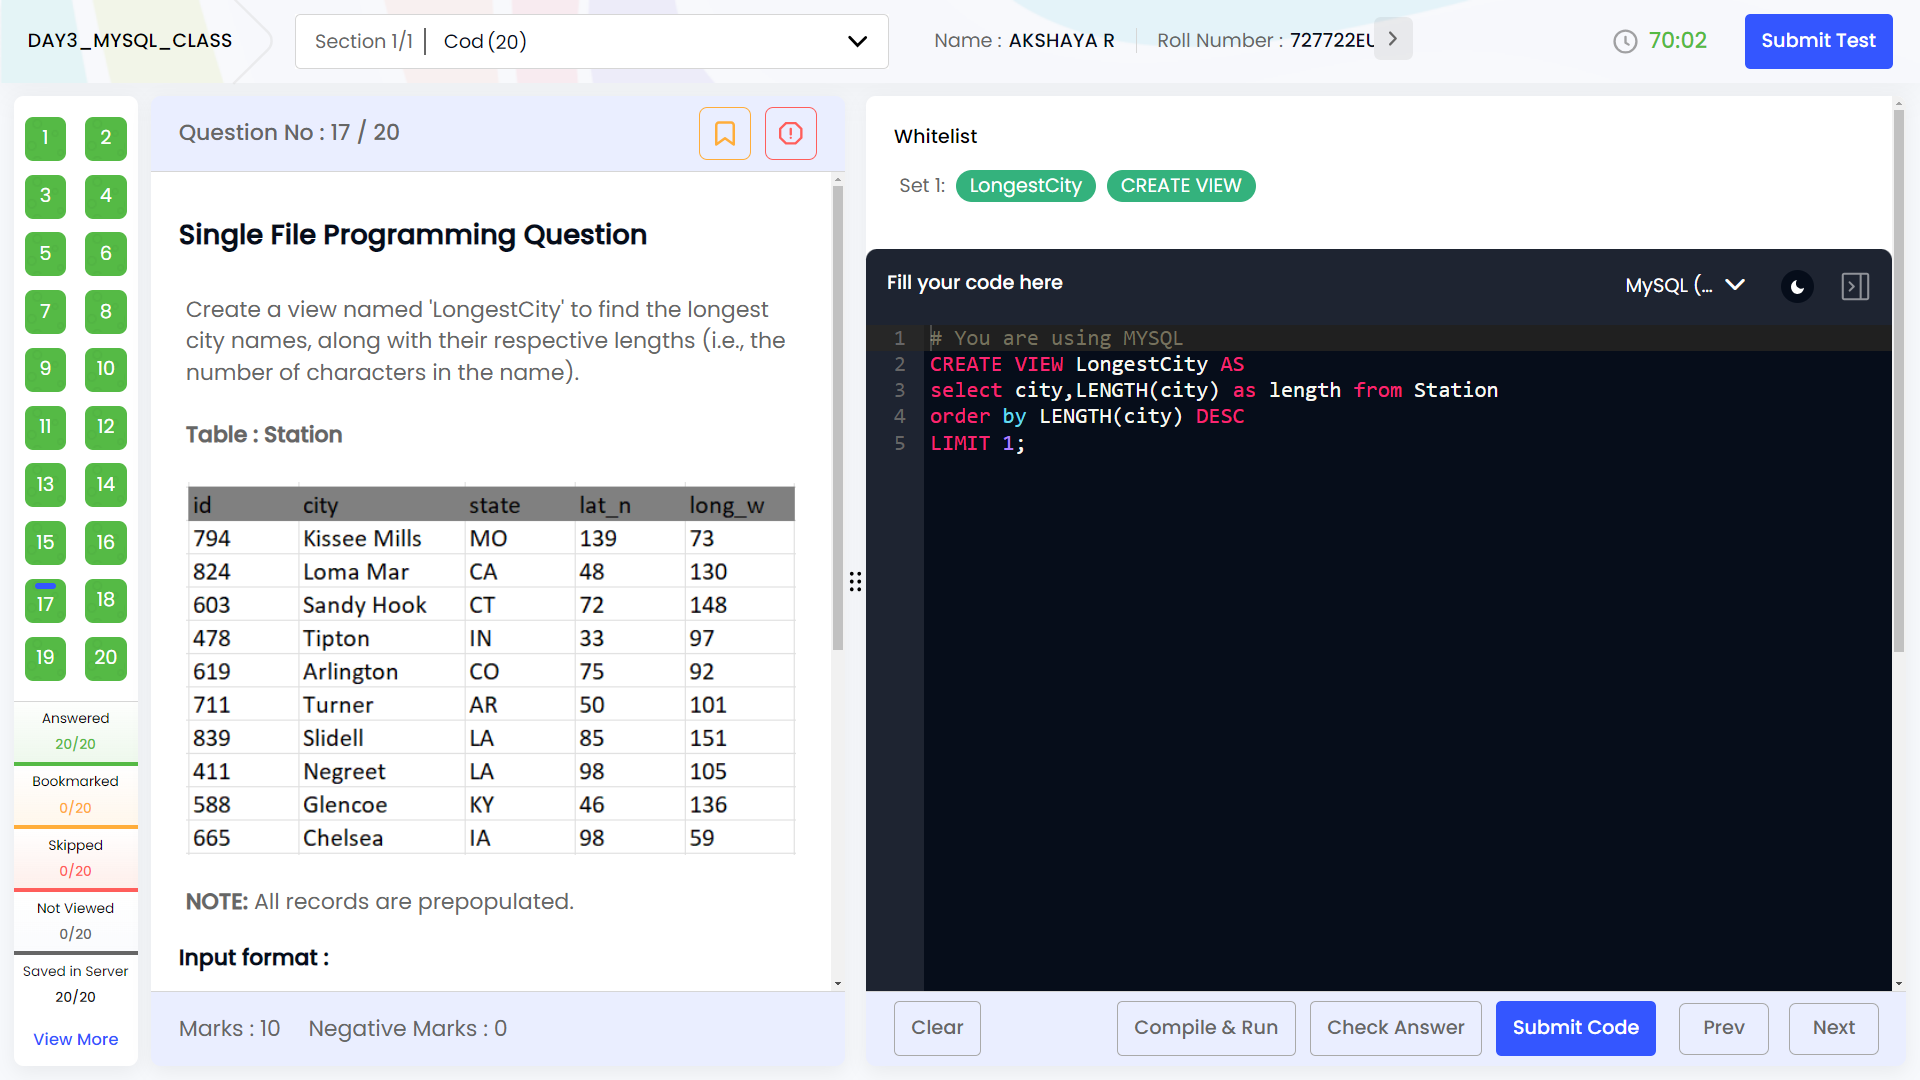 DAY3_MYSQL_CLASS
Section 1/1 | Cod (20)
Name : AKSHAYA R
Roll Number : 727722EU
70:02
Submit Test
1 2
3 4
5 6
7 8
9 10
11 12
13 14
15 16
17 18
19 20
Answered
20/20
Bookmarked
0/20
Skipped
0/20
Not Viewed
0/20
Saved in Server
20/20
View More
Question No : 17 / 20
Single File Programming Question
Create a view named 'LongestCity' to find the longest
city names, along with their respective lengths (i.e., the
number of characters in the name).
Table : Station
id city state lat_n long_w
794 Kissee Mills MO 139 73
824 Loma Mar CA 48 130
603 Sandy Hook CT 72 148
478 Tipton IN 33 97
619 Arlington CO 75 92
711 Turner AR 50 101
839 Slidell LA 85 151
411 Negreet LA 98 105
588 Glencoe KY 46 136
665 Chelsea IA 98 59
NOTE: All records are prepopulated.
Input format :
Marks : 10 Negative Marks : 0
Whitelist
Set 1: LongestCity CREATE VIEW
Fill your code here
MySQL (...
1 # You are using MYSQL
2 CREATE VIEW LongestCity AS
3 select city,LENGTH(city) as length from Station
4 order by LENGTH(city) DESC
5 LIMIT 1;
Clear
Compile & Run
Check Answer
Submit Code
Prev
Next